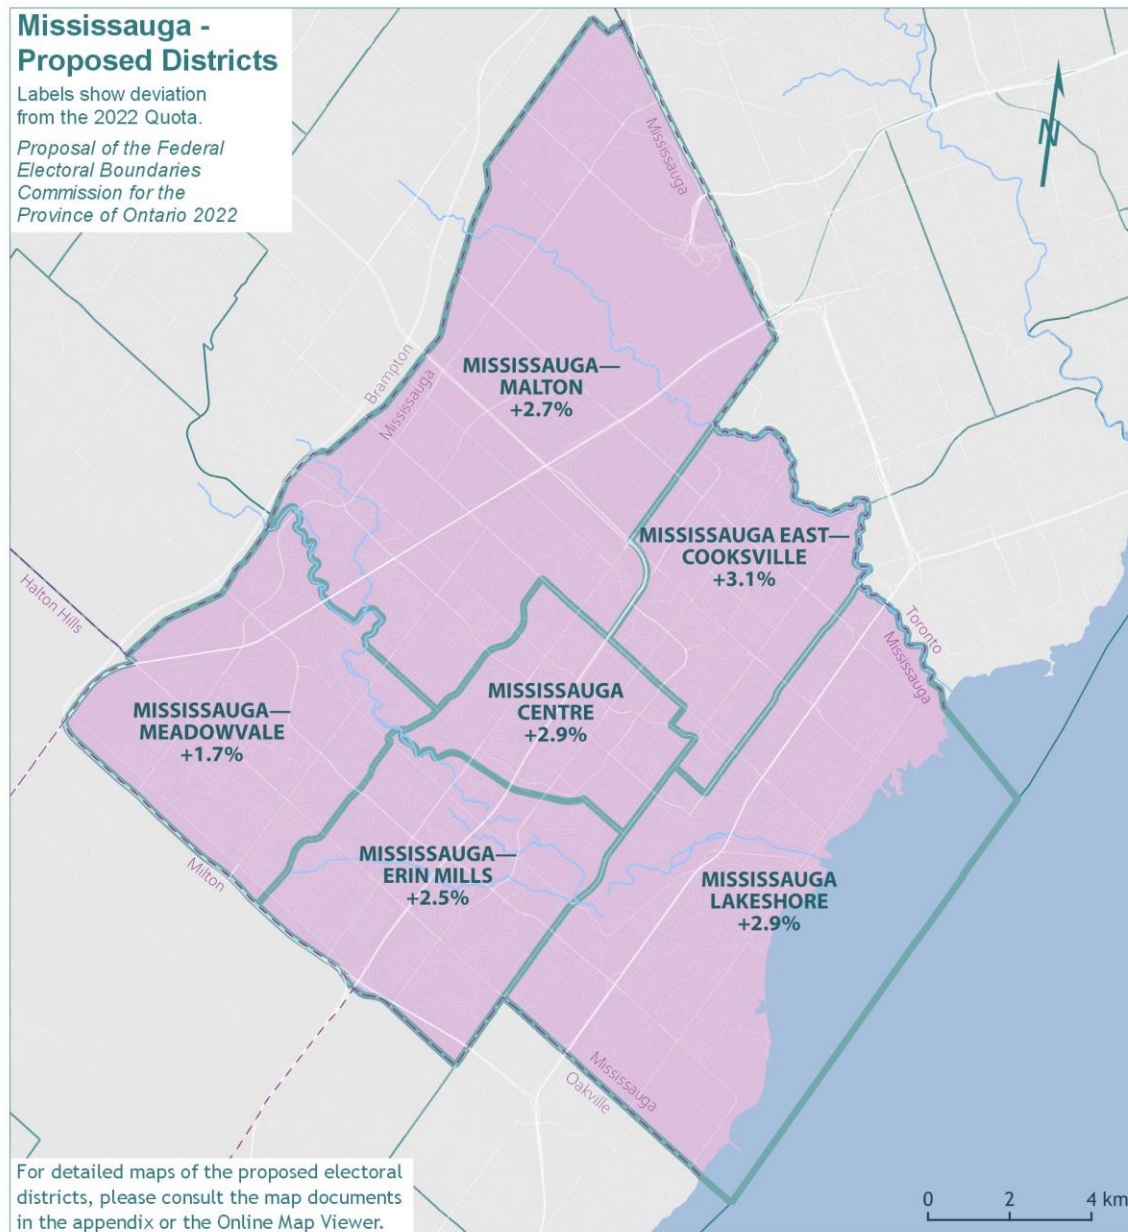 Mississauga -
Proposed Districts
Labels show deviation
from the 2022 Quota.
Proposal of the Federal
Electoral Boundaries
Commission for the
Province of Ontario 2022
N
Mississauga
Brampton
Mississauga
MISSISSAUGA—
MALTON
+2.7%
MISSISSAUGA EAST—
COOKSVILLE
+3.1%
Halton Hills
Toronto
Mississauga
MISSISSAUGA
CENTRE
+2.9%
MISSISSAUGA—
MEADOWVALE
+1.7%
MISSISSAUGA—
ERIN MILLS
+2.5%
MISSISSAUGA
LAKESHORE
+2.9%
Milton
Mississauga
Oakville
For detailed maps of the proposed electoral
districts, please consult the map documents
in the appendix or the Online Map Viewer.
0 2 4 km